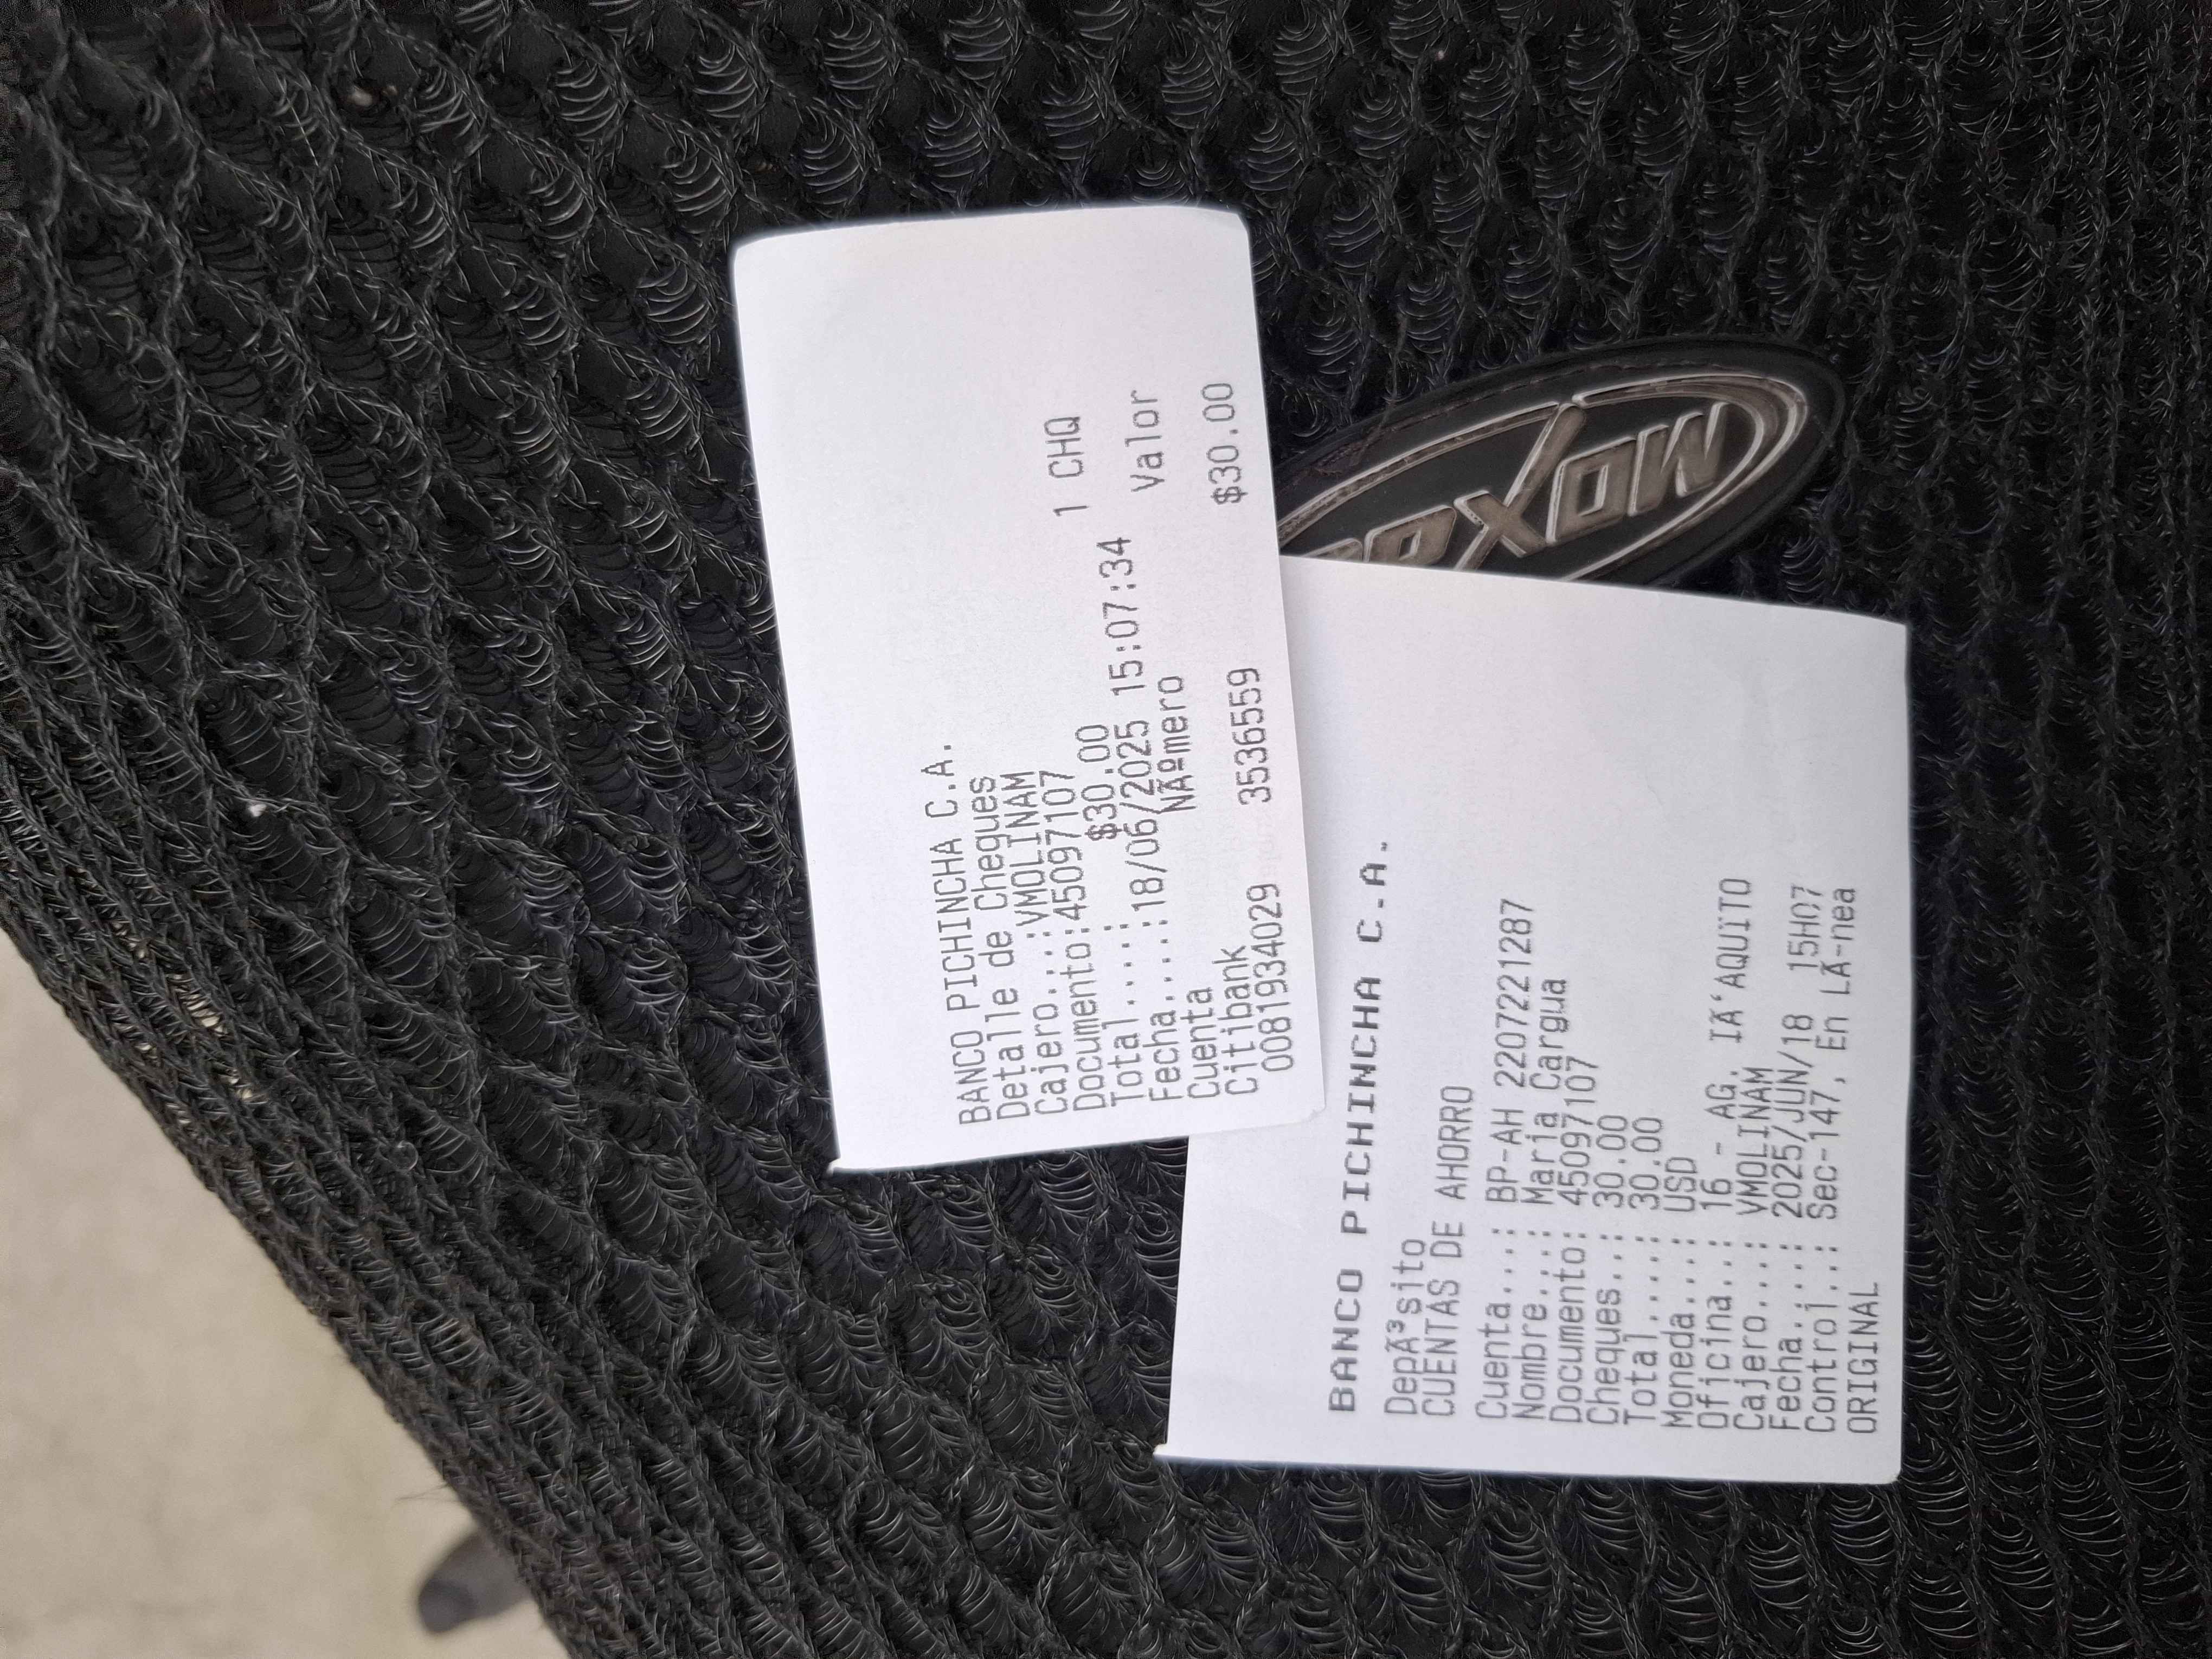 BANCO PICHINCHA C.A.
Detalle de Cheques
Cajero...:VMOLINAM
Documento:45097107 1 CHQ
Total....: $30.00
Fecha....:18/06/2025 15:07:34
Cuenta NÃºmero Valor
Citibank
0081934029 3536559 $30.00
MOX
BANCO PICHINCHA C.A.
DepÃ³sito
CUENTAS DE AHORRO
Cuenta...: BP-AH 2207221287
Nombre...: Maria Cargua
Documento: 45097107
Cheques..: 30.00
Total....: 30.00
Moneda...: USD
Oficina..: 16 - AG. IÃ‘AQUITO
Cajero...: VMOLINAM
Fecha....: 2025/JUN/18 15H07
Control..: Sec-147, En LÃ-nea
ORIGINAL